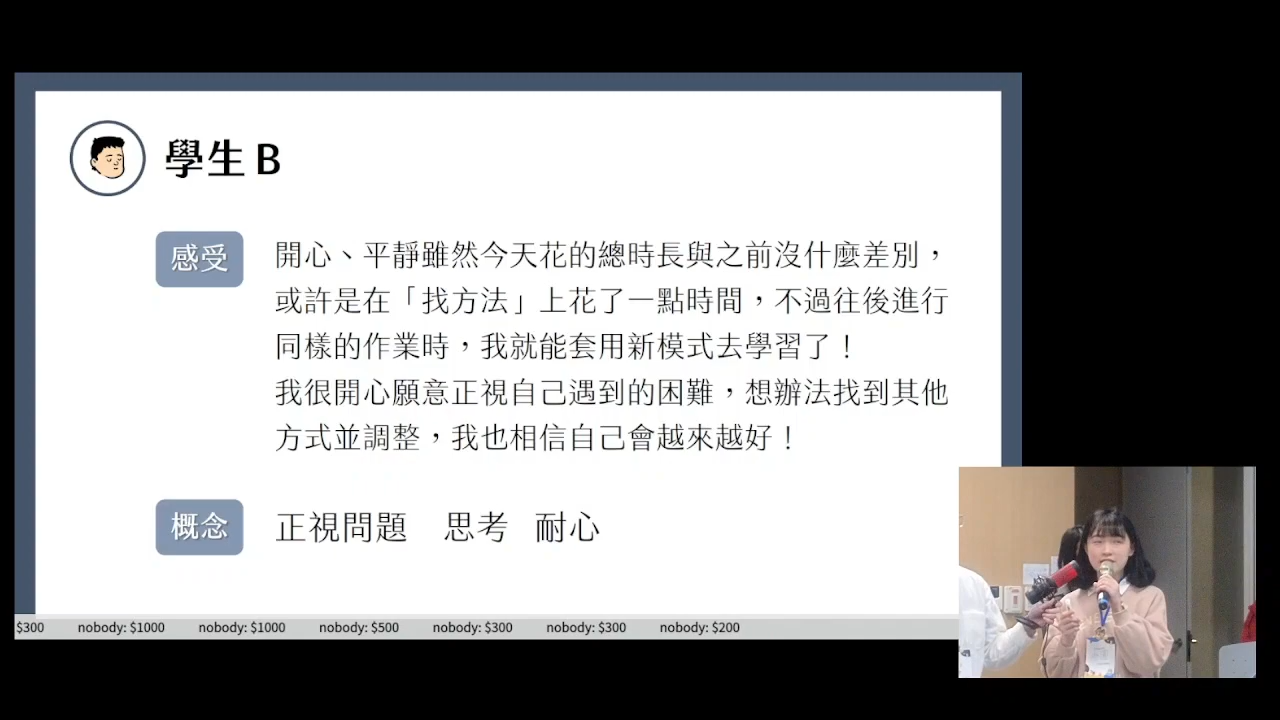 學生 B
感受
開心、平靜雖然今天花的總時長與之前沒什麼差別，
或許是在「找方法」上花了一點時間，不過往後進行
同樣的作業時，我就能套用新模式去學習了！
我很開心願意正視自己遇到的困難，想辦法找到其他
方式並調整，我也相信自己會越來越好！
概念
正視問題 思考 耐心
$300 nobody: $1000 nobody: $1000 nobody: $500 nobody: $300 nobody: $300 nobody: $200